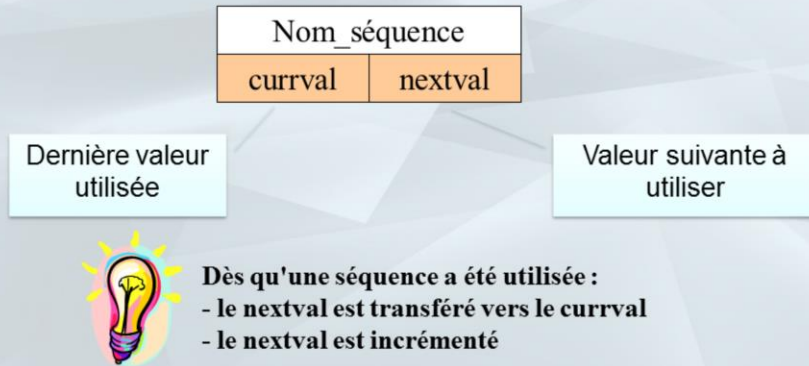 Nom_séquence
currval nextval
Dernière valeur
utilisée
Valeur suivante à
utiliser
Dès qu'une séquence a été utilisée :
- le nextval est transféré vers le currval
- le nextval est incrémenté